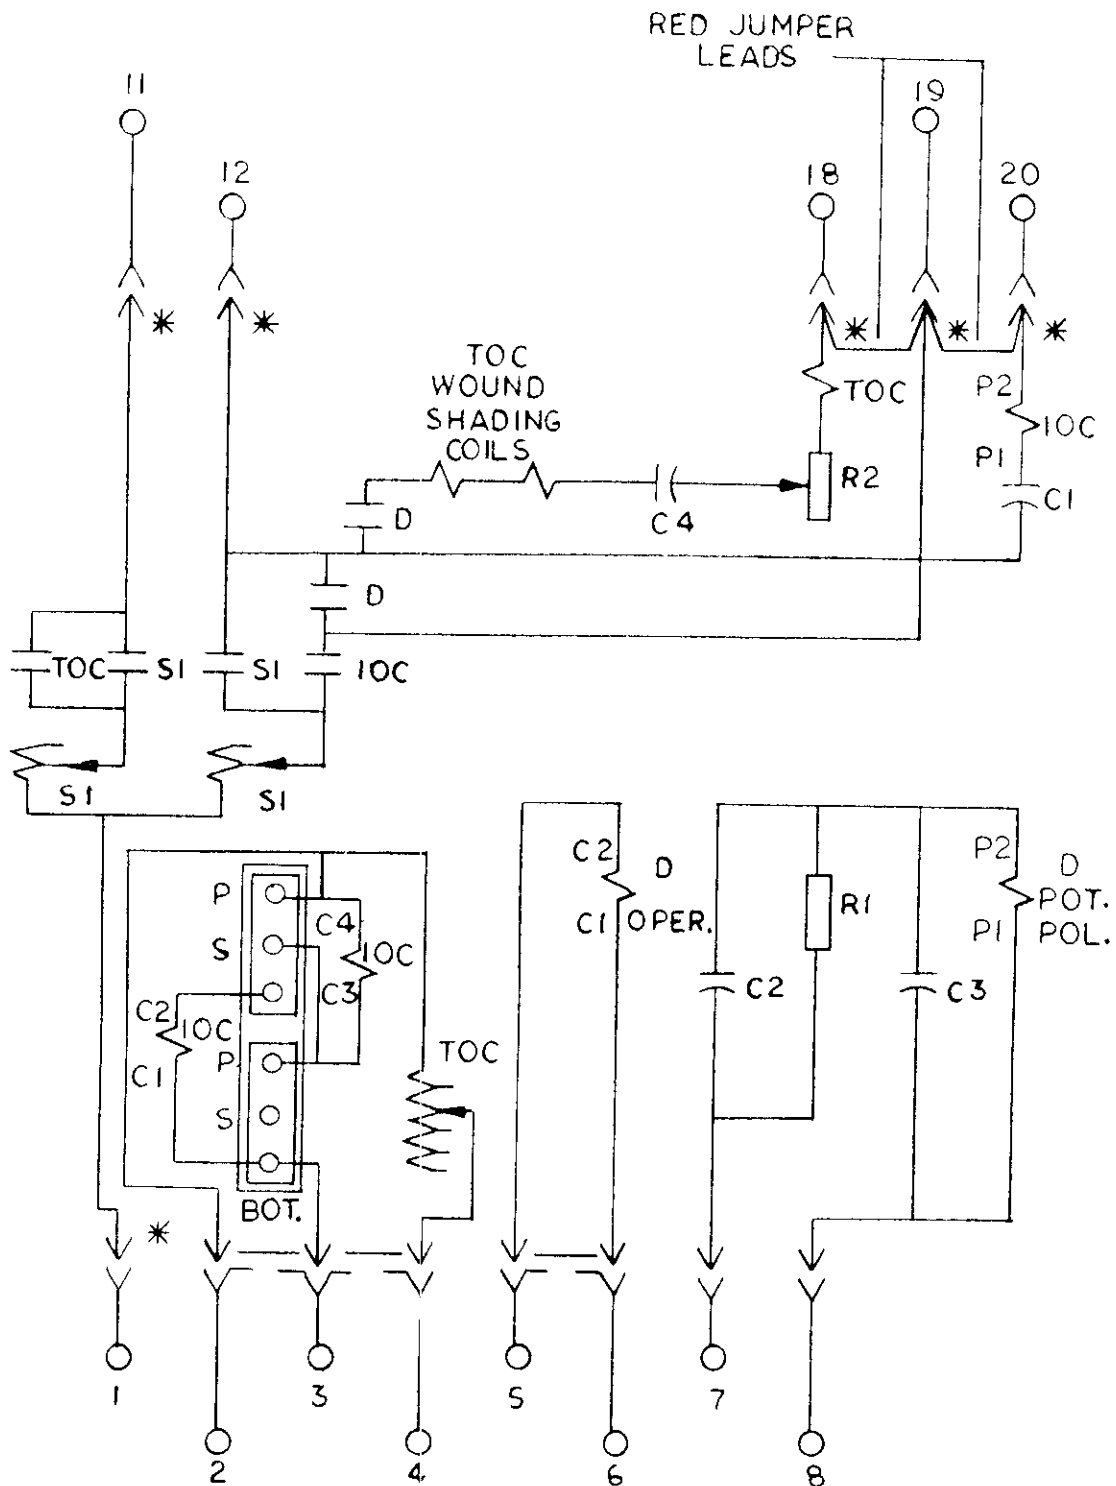 RED JUMPER
LEADS
11
19
12
18
20
*
*
*
*
*
TOC
WOUND
SHADING
COILS
TOC
P2
IOC
P1
R2
C4
C1
D
D
TOC
S1
S1
IOC
S1
S1
P
S
C4
IOC
C3
C2
IOC
C1
P
S
BOT.
TOC
C2
D
C1
OPER.
R1
C2
C3
P2
D
POT.
P1
POL.
*
1
3
5
7
2
4
6
8